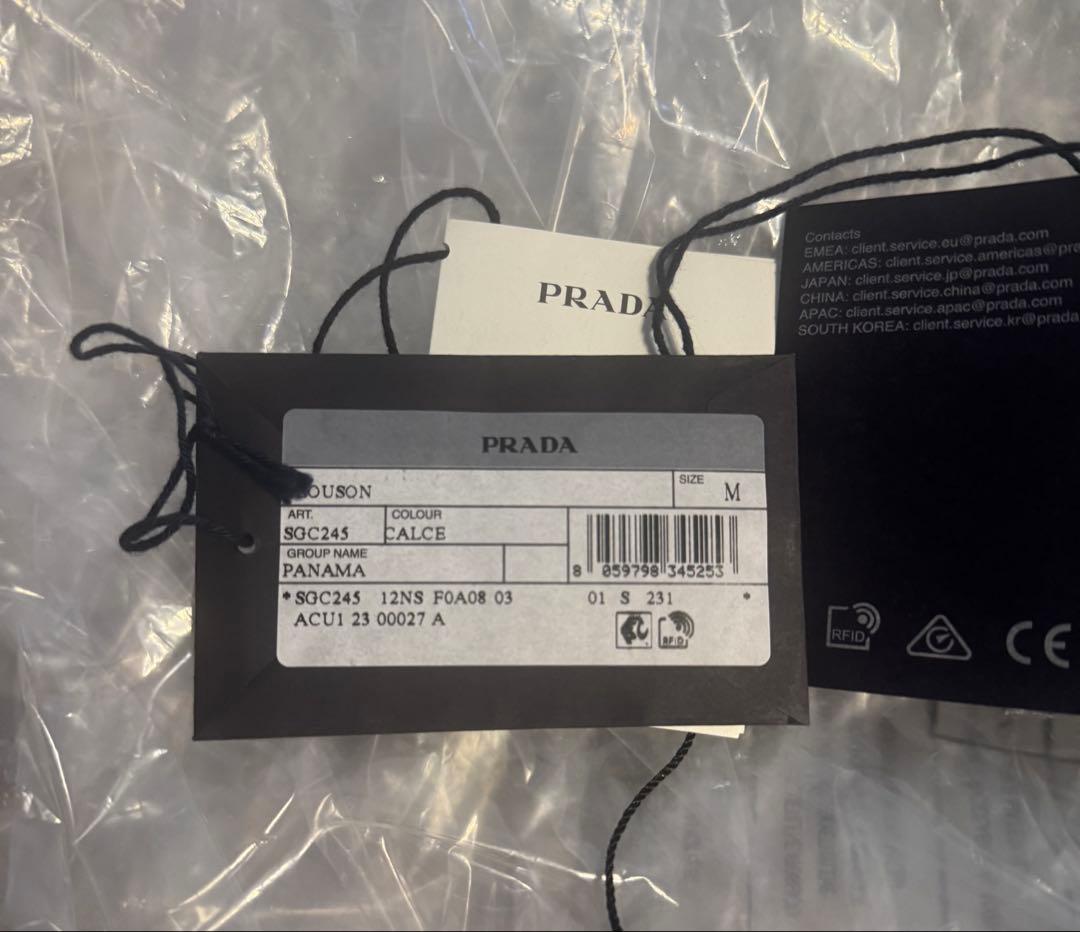 PRADA
Contacts
EMEA: client.service.eu@prada.com
AMERICAS: client.service.americas@pra
JAPAN: client.service.jp@prada.com
CHINA: client.service.china@prada.com
APAC: client.service.apac@prada.com
SOUTH KOREA: client.service.kr@prada
PRADA
OUSON
SIZE M
ART. COLOUR
SGC245 CALCE
GROUP NAME
PANAMA
8 059798 345253
*SGC245 12NS F0A08 03 01 S 231 *
ACU1 23 00027 A
RFID
RFID
CE